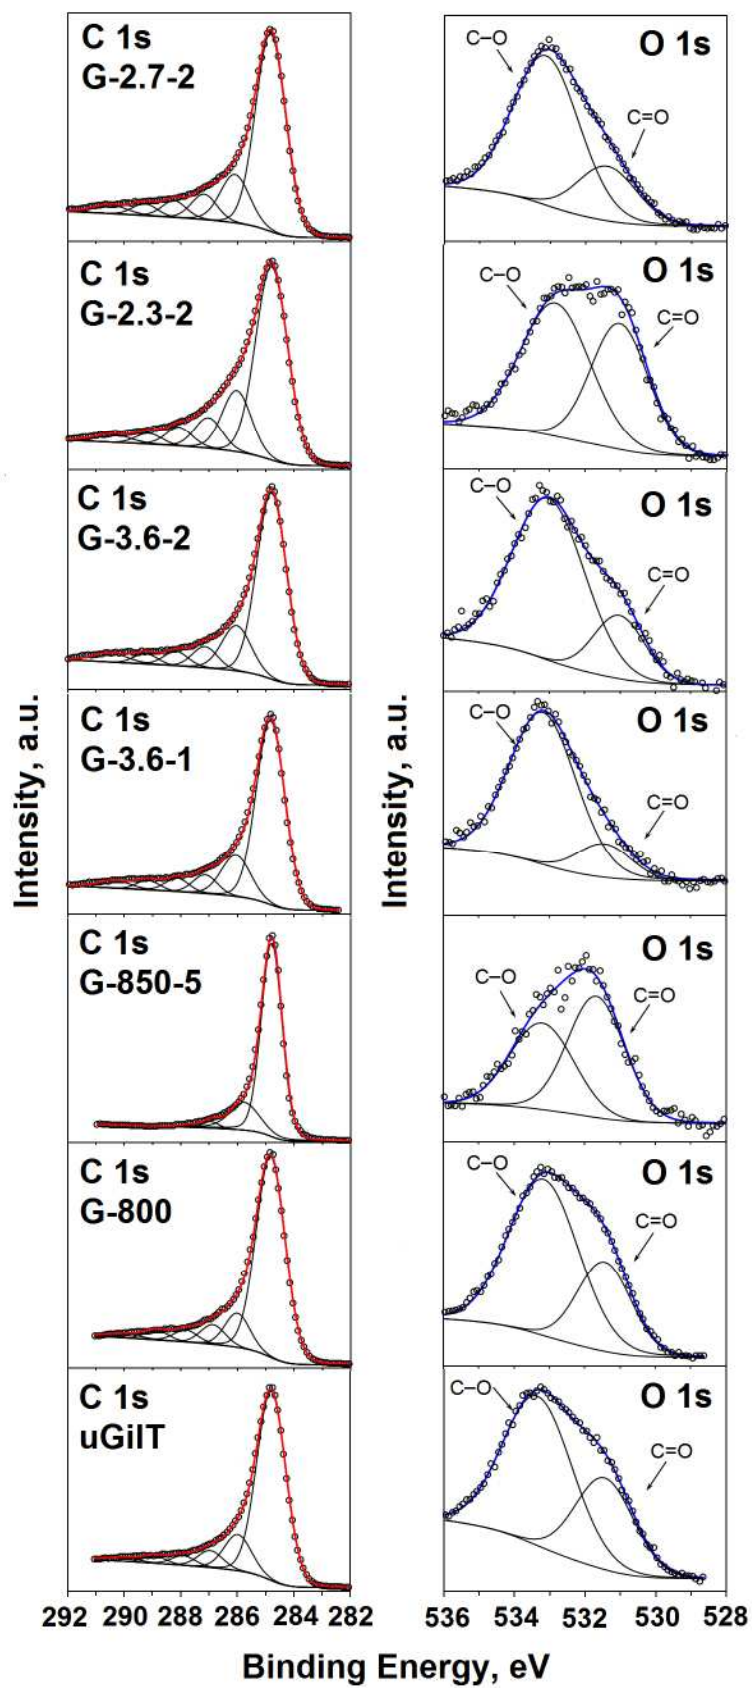 C 1s
G-2.7-2
C–O
C=O
O 1s
C 1s
G-2.3-2
C–O
C=O
O 1s
C 1s
G-3.6-2
C–O
C=O
O 1s
C 1s
G-3.6-1
C–O
C=O
O 1s
C 1s
G-850-5
C–O
C=O
O 1s
C 1s
G-800
C–O
C=O
O 1s
C 1s
uGilT
C–O
C=O
O 1s
Intensity, a.u.
Intensity, a.u.
292 290 288 286 284 282
536 534 532 530 528
Binding Energy, eV